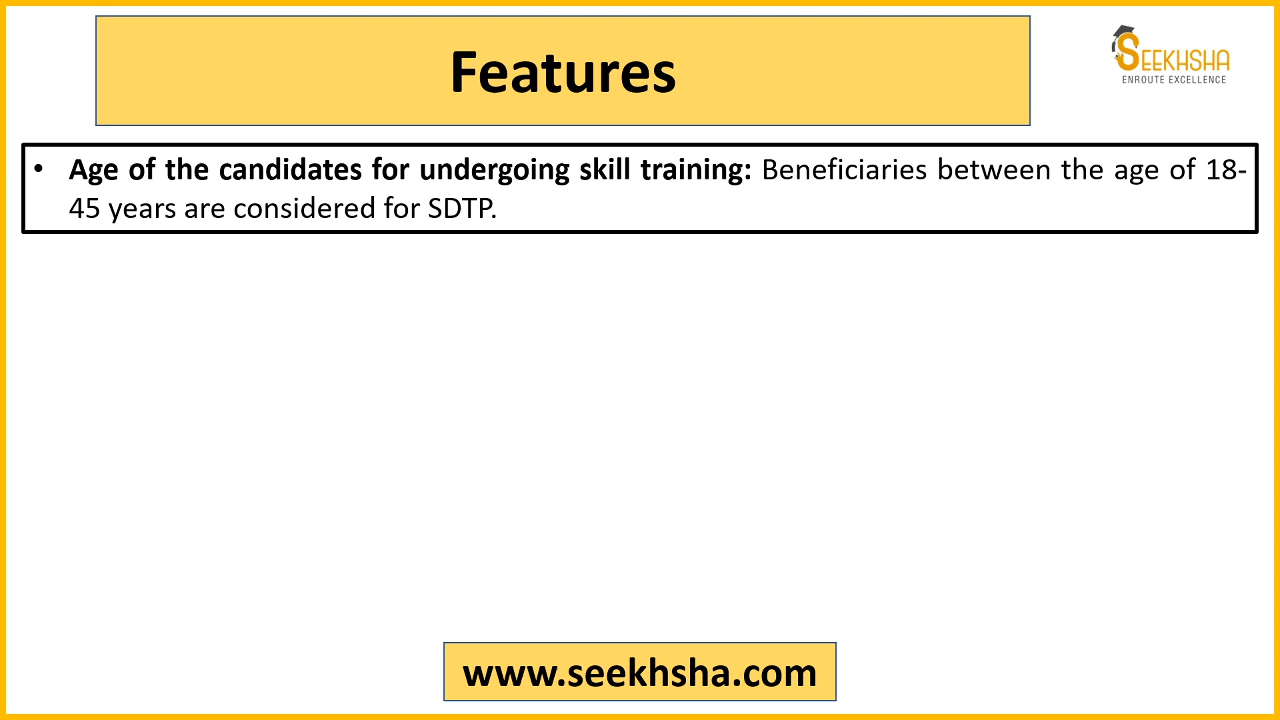 Features
SEEKHSHA
ENROUTE EXCELLENCE
• Age of the candidates for undergoing skill training: Beneficiaries between the age of 18-
45 years are considered for SDTP.
www.seekhsha.com